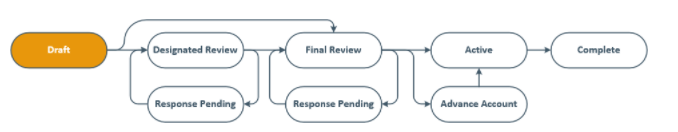 Draft
Designated Review
Final Review
Active
Complete
Response Pending
Response Pending
Advance Account